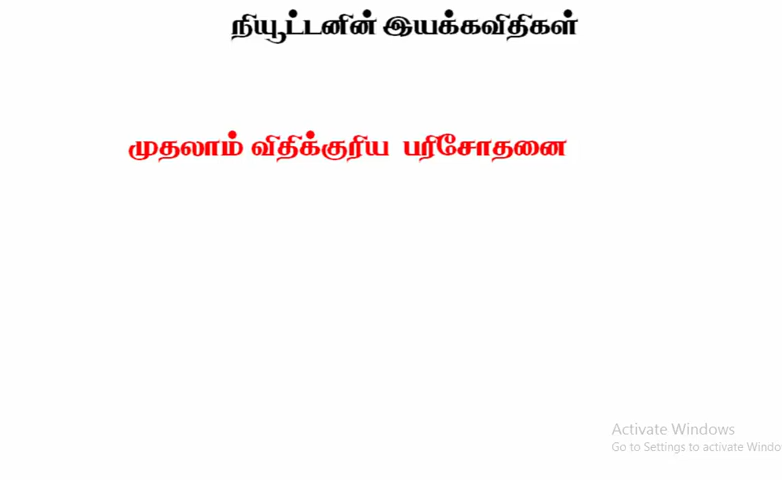 நியூட்டனின் இயக்கவிதிகள்
முதலாம் விதிக்குரிய பரிசோதனை
Activate Windows
Go to Settings to activate Windo